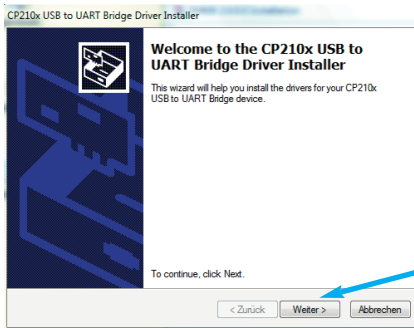 CP210x USB to UART Bridge Driver Installer
Welcome to the CP210x USB to
UART Bridge Driver Installer
This wizard will help you install the drivers for your CP210x
USB to UART Bridge device.
To continue, click Next.
< Zurück
Weiter >
Abbrechen